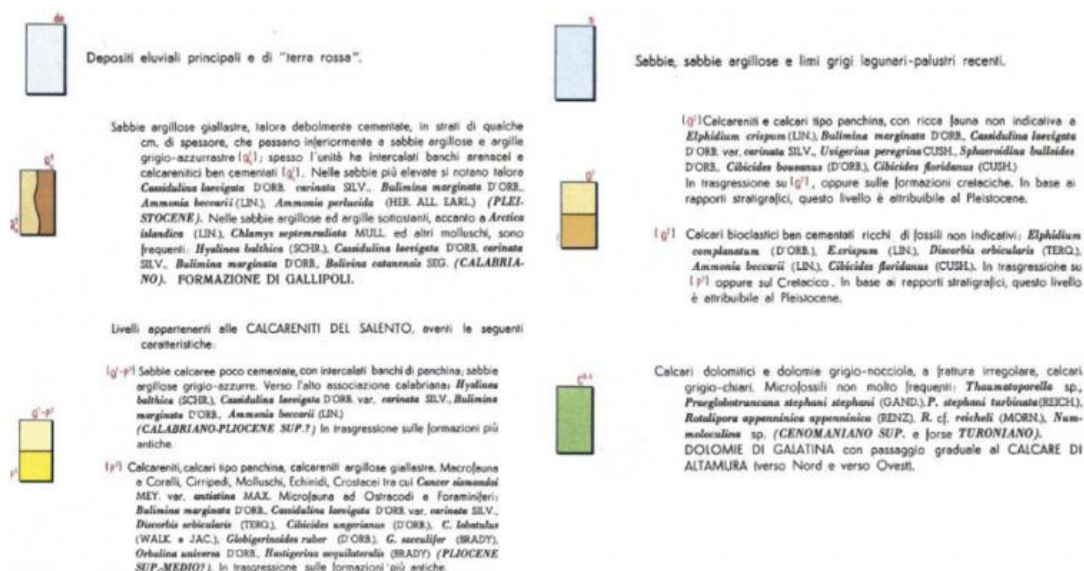 de
Depositi eluviali principali e di "terra rossa".
Sabbie argillose giallastre, talora debolmente cementate, in strati di qualche
cm. di spessore, che passano inferiormente a sabbie argillose e argille
grigio-azzurrastre; spesso l'unità ha intercalati banchi arenacei e
calcarenitici ben cementati. Nelle sabbie più elevate si notano talora
Cassidulina laevigata D'ORB. carinata SILV., Bulimina marginata D'ORB.,
Ammonia beccarii (LIN.), Ammonia perlucida (HER. ALL. EARL.) (PLEI-
STOCENE). Nelle sabbie argillose ed argille sottostanti, accanto a Arctica
islandica (LIN.), Chlamys septemradiata MULL. ed altri molluschi, sono
frequenti: Hyalinea balthica (SCHR.), Cassidulina laevigata D'ORB. carinata
SILV., Bulimina marginata D'ORB., Bolivina catanensis SEG. (CALABRIA-
NO). FORMAZIONE DI GALLIPOLI.
Livelli appartenenti alle CALCARENITI DEL SALENTO, aventi le seguenti
caratteristiche:
q¹-p³
(q¹-p³) Sabbie calcaree poco cementate, con intercalati banchi di panchina; sabbie
argillose grigio-azzurre. Verso l'alto associazione calabriana: Hyalinea
balthica (SCHR.), Cassidulina laevigata D'ORB. var. carinata SILV., Bulimina
marginata D'ORB., Ammonia beccarii (LIN.)
(CALABRIANO-PLIOCENE SUP.?) In trasgressione sulle formazioni più
antiche.
(p³) Calcareniti, calcari tipo panchina, calcareniti argillose giallastre. Macrofauna
a Coralli, Cirripedi, Molluschi, Echinidi, Crostacei tra cui Cancer sismondai
MEY. var. antiatina MAX. Microfauna ad Ostracodi e Foraminiferi:
Bulimina marginata D'ORB., Cassidulina laevigata D'ORB. var. carinata SILV.,
Discorbis orbicularis (TERQ.), Cibicides ungerianus (D'ORB.), C. lobatulus
(WALK. e JAC.), Globigerinoides ruber (D'ORB.), G. sacculifer (BRADY),
Orbulina universa D'ORB., Hastigerina aequilateralis (BRADY) (PLIOCENE
SUP.-MEDIO?). In trasgressione sulle formazioni più antiche.
s
Sabbie, sabbie argillose e limi grigi lagunari-palustri recenti.
Calcareniti e calcari tipo panchina, con ricca fauna non indicativa a
Elphidium crispum (LIN.), Bulimina marginata D'ORB., Cassidulina laevigata
D'ORB. var. carinata SILV., Uvigerina peregrina CUSH., Sphaeroidina bulloides
D'ORB., Cibicides boueanus (D'ORB.), Cibicides floridanus (CUSH.)
In trasgressione su, oppure sulle formazioni cretaciche. In base ai
rapporti stratigrafici, questo livello è attribuibile al Pleistocene.
Calcari bioclastici ben cementati ricchi di fossili non indicativi: Elphidium
complanatum (D'ORB.), E. crispum (LIN.), Discorbis orbicularis (TERQ.),
Ammonia beccarii (LIN.), Cibicides floridanus (CUSH.). In trasgressione su
(p³) oppure sul Cretacico. In base ai rapporti stratigrafici, questo livello
è attribuibile al Pleistocene.
Calcari dolomitici e dolomie grigio-nocciola, a frattura irregolare, calcari
grigio-chiari. Microfossili non molto frequenti: Thaumatoporella sp.,
Praeglobotruncana stephani stephani (GAND.), P. stephani turbinata (REICH.),
Rotalipora appenninica appenninica (RENZ), R. cf. reicheli (MORN.), Num-
moloculina sp. (CENOMANIANO SUP. e forse TURONIANO).
DOLOMIE DI GALATINA con passaggio graduale al CALCARE DI
ALTAMURA (verso Nord e verso Ovest).